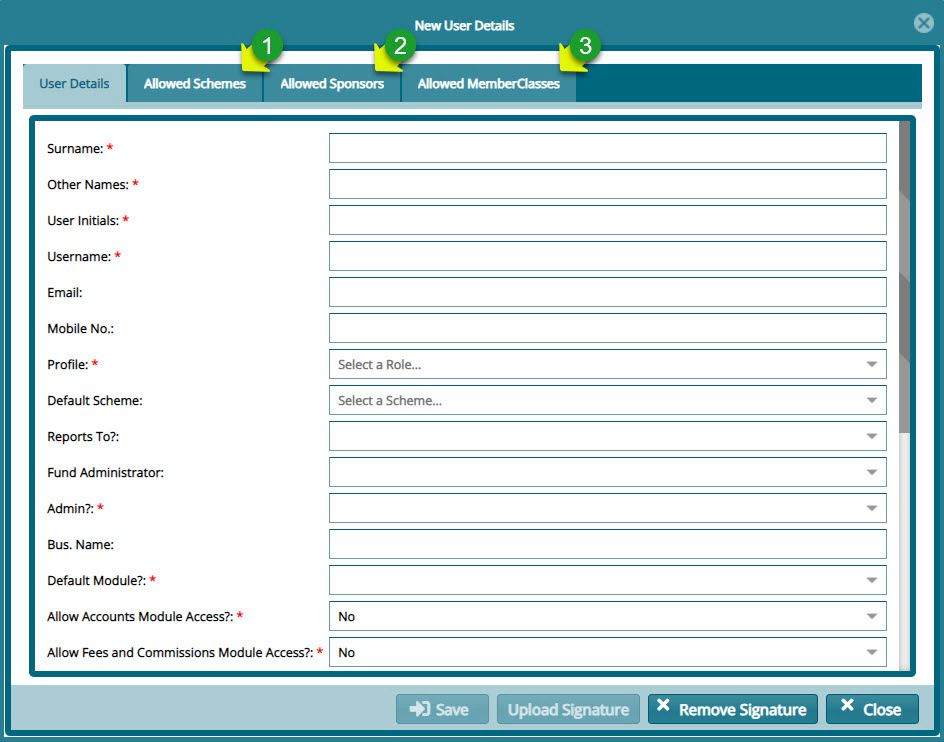 New User Details
1 2 3
User Details Allowed Schemes Allowed Sponsors Allowed MemberClasses
Surname: *
Other Names: *
User Initials: *
Username: *
Email:
Mobile No.:
Profile: * Select a Role...
Default Scheme: Select a Scheme...
Reports To?:
Fund Administrator:
Admin?: *
Bus. Name:
Default Module?: *
Allow Accounts Module Access?: * No
Allow Fees and Commissions Module Access?: * No
Save Upload Signature Remove Signature Close